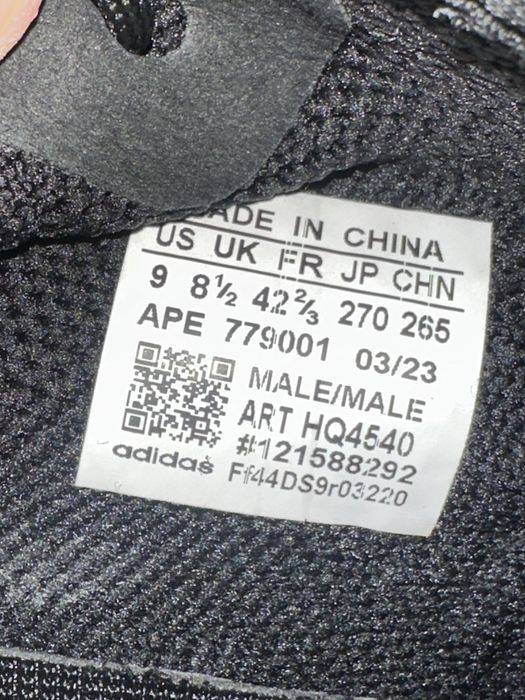 MADE IN CHINA
US UK FR JP CHN
9 8½ 42⅔ 270 265
APE 779001 03/23
MALE/MALE
ART HQ4540
#121588292
adidas Ff44DS9r03220